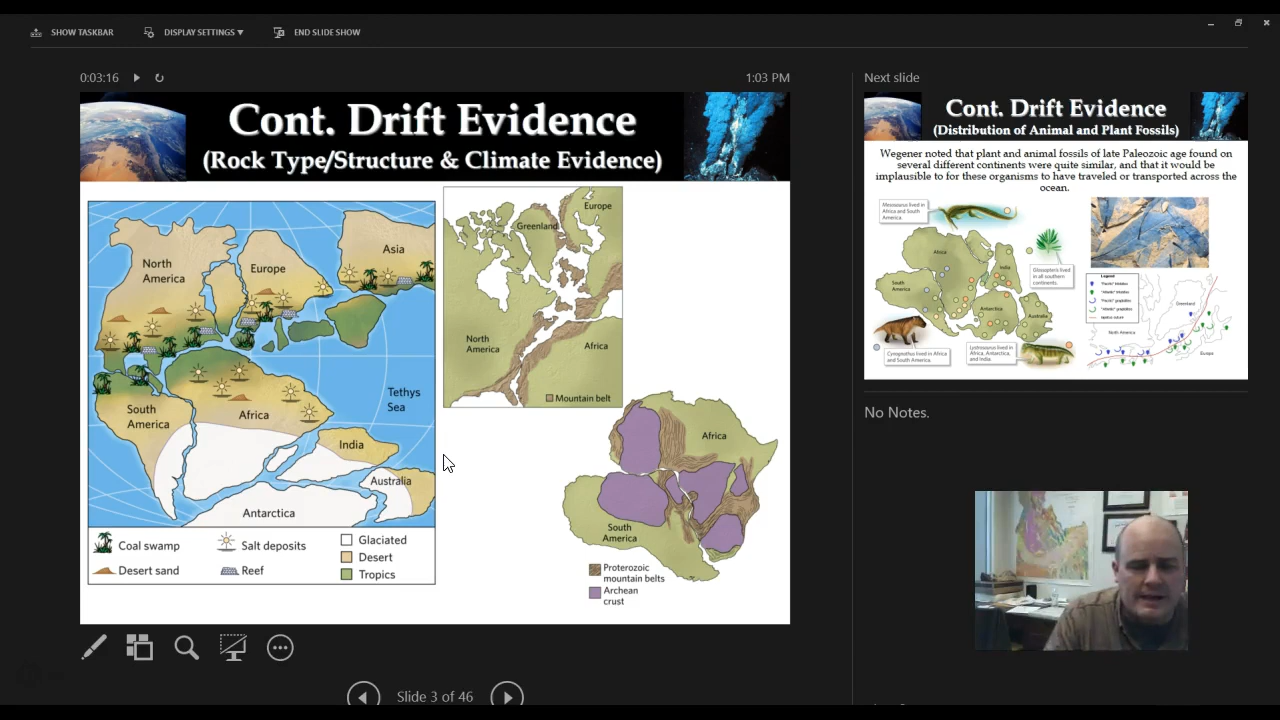 SHOW TASKBAR
DISPLAY SETTINGS ▼
END SLIDE SHOW
0:03:16
1:03 PM
Cont. Drift Evidence
(Rock Type/Structure & Climate Evidence)
North
America
Europe
Asia
South
America
Africa
Tethys
Sea
India
Australia
Antarctica
Coal swamp
Salt deposits
Glaciated
Desert
Desert sand
Reef
Tropics
Europe
Greenland
North
America
Africa
Mountain belt
Africa
South
America
Proterozoic
mountain belts
Archean
crust
Slide 3 of 46
Next slide
Cont. Drift Evidence
(Distribution of Animal and Plant Fossils)
Wegener noted that plant and animal fossils of late Paleozoic age found on
several different continents were quite similar, and that it would be
implausible to for these organisms to have traveled or transported across the
ocean.
Mesosaurus lived in
Africa and South
America.
Africa
India
South
America
Antarctica
Australia
Glossopteris lived
in all southern
continents.
Cynognathus lived in Africa
and South America.
Lystrosaurus lived in
Africa, Antarctica,
and India.
Legend
Greenland
North America
Europe
No Notes.